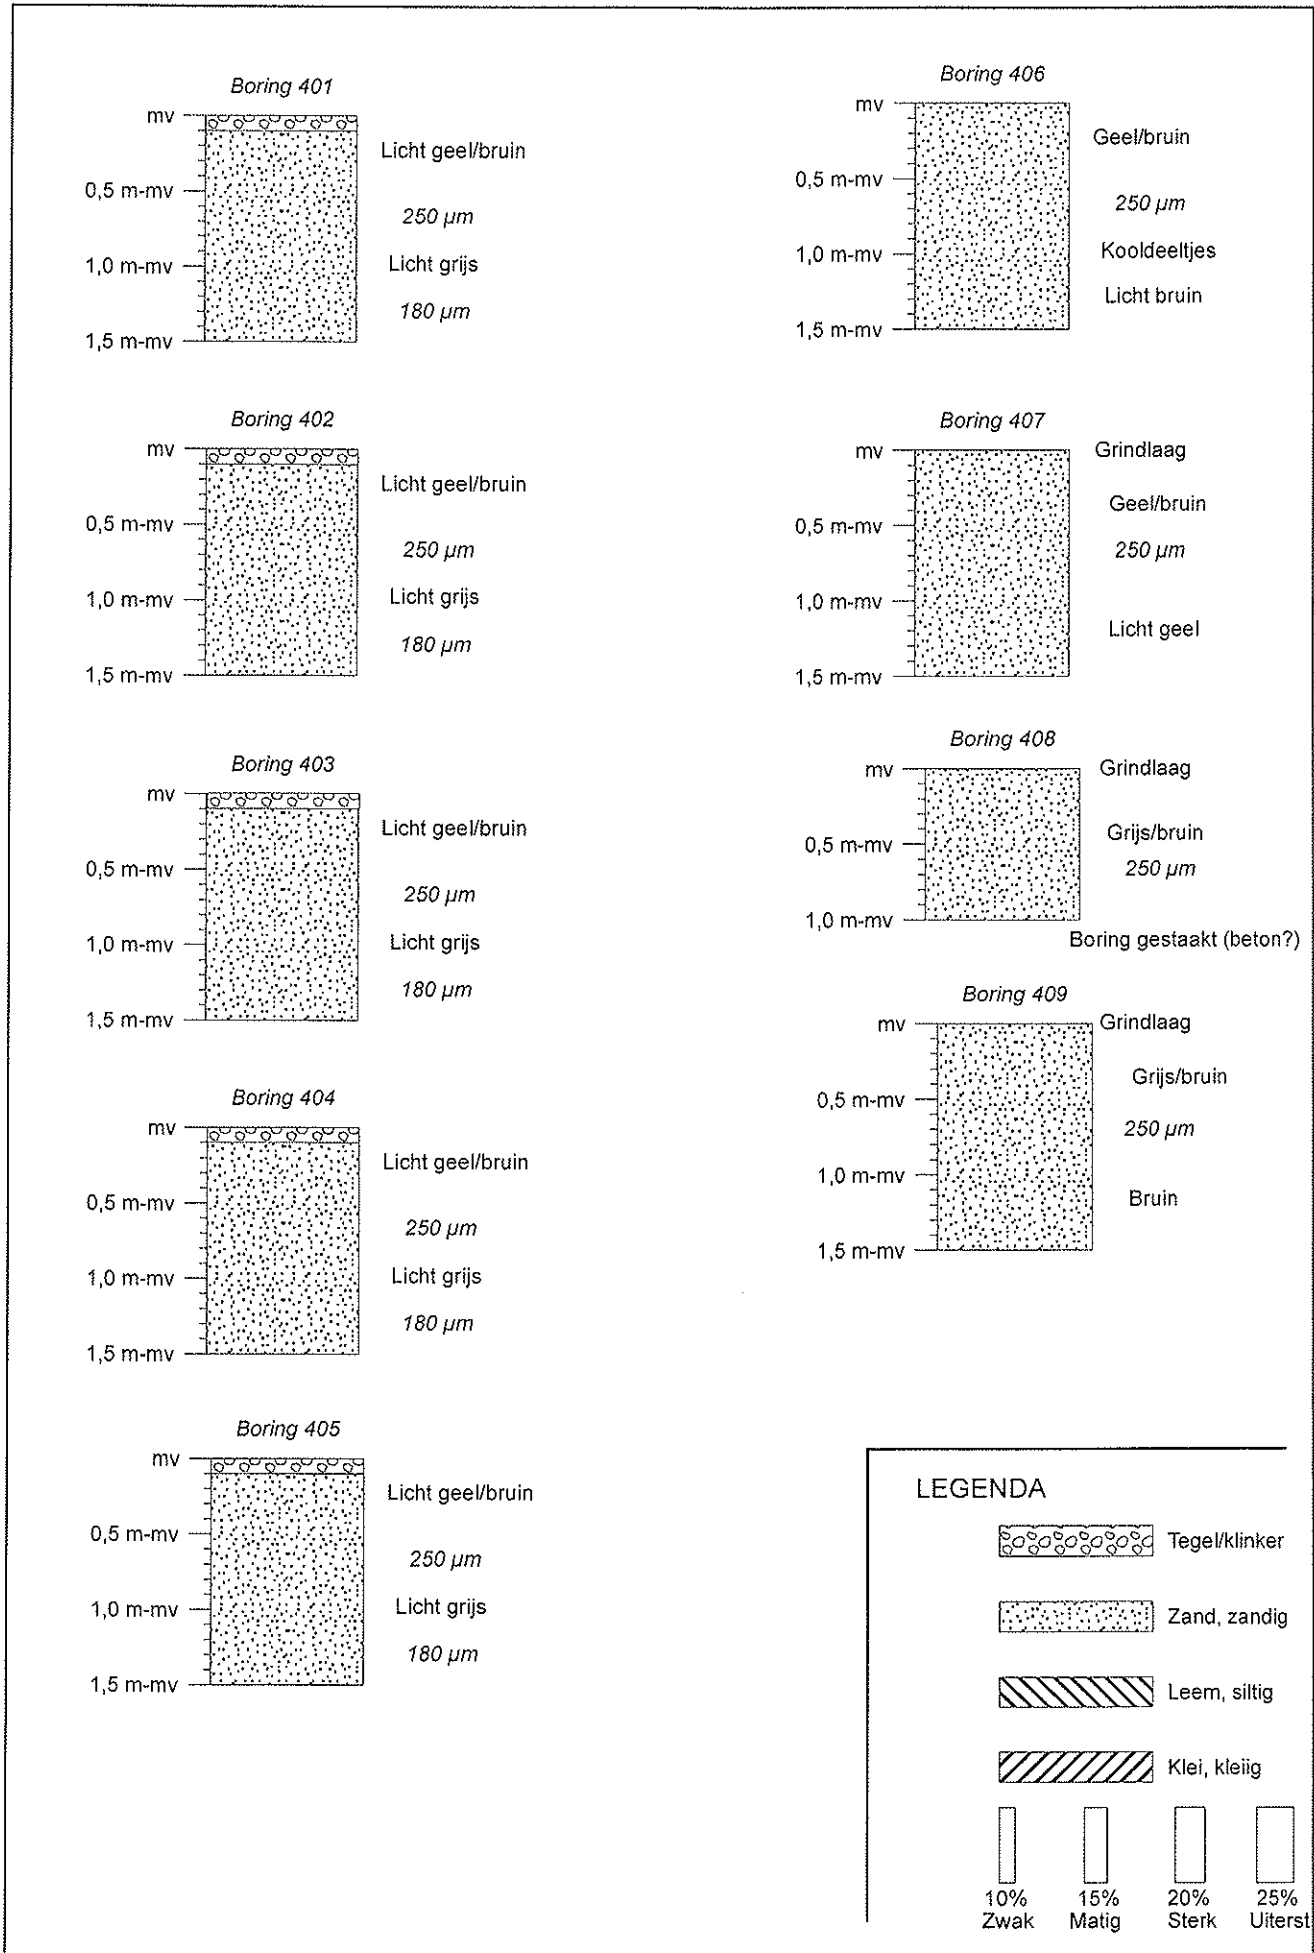 Boring 401
mv
Licht geel/bruin
0,5 m-mv
250 µm
1,0 m-mv
Licht grijs
180 µm
1,5 m-mv
Boring 402
mv
Licht geel/bruin
0,5 m-mv
250 µm
1,0 m-mv
Licht grijs
180 µm
1,5 m-mv
Boring 403
mv
Licht geel/bruin
0,5 m-mv
250 µm
1,0 m-mv
Licht grijs
180 µm
1,5 m-mv
Boring 404
mv
Licht geel/bruin
0,5 m-mv
250 µm
1,0 m-mv
Licht grijs
180 µm
1,5 m-mv
Boring 405
mv
Licht geel/bruin
0,5 m-mv
250 µm
1,0 m-mv
Licht grijs
180 µm
1,5 m-mv
Boring 406
mv
Geel/bruin
0,5 m-mv
250 µm
1,0 m-mv
Kooldeeltjes
Licht bruin
1,5 m-mv
Boring 407
mv
Grindlaag
Geel/bruin
0,5 m-mv
250 µm
1,0 m-mv
Licht geel
1,5 m-mv
Boring 408
mv
Grindlaag
Grijs/bruin
0,5 m-mv
250 µm
1,0 m-mv
Boring gestaakt (beton?)
Boring 409
mv
Grindlaag
Grijs/bruin
0,5 m-mv
250 µm
1,0 m-mv
Bruin
1,5 m-mv
LEGENDA
Tegel/klinker
Zand, zandig
Leem, siltig
Klei, kleiig
10% 15% 20% 25%
Zwak Matig Sterk Uiterst